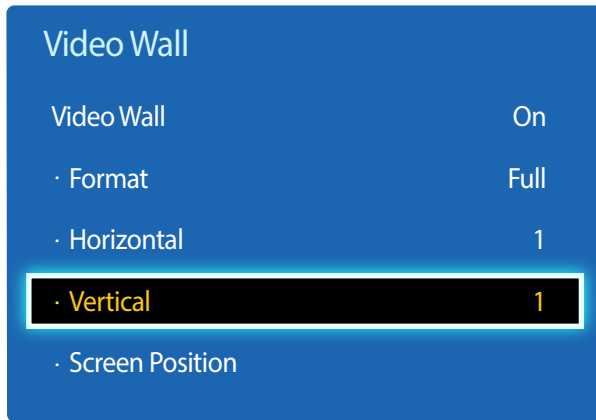 Video Wall
Video Wall On
· Format Full
· Horizontal 1
· Vertical 1
· Screen Position